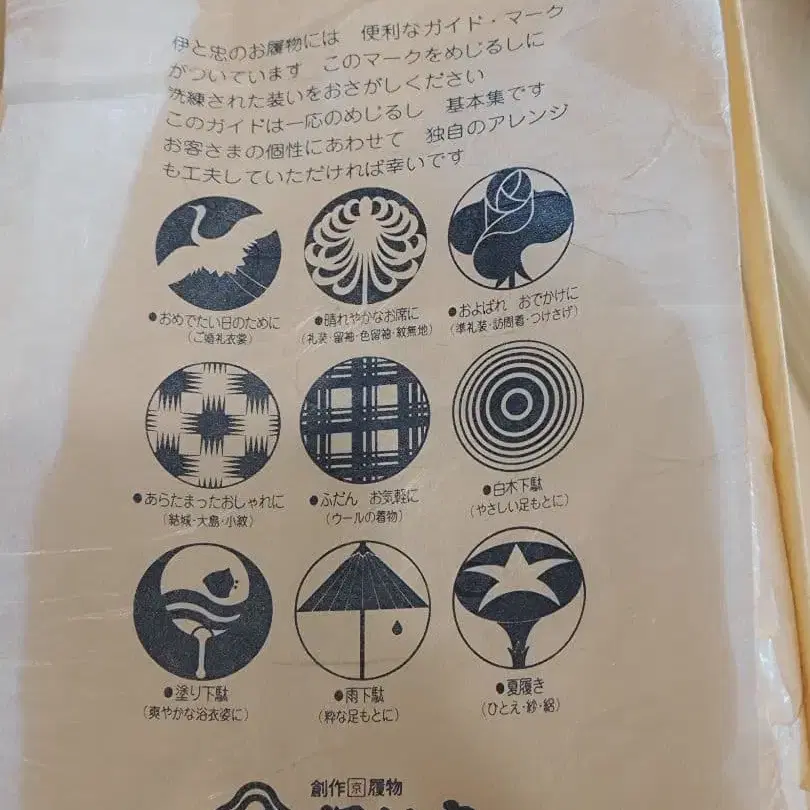 伊と忠のお履物には　便利なガイド・マーク
がついています　このマークをめじるしに
洗練された装いをおさがしください
このガイドは一応のめじるし　基本集です
お客さまの個性にあわせて　独自のアレンジ
も工夫していただければ幸いです
●おめでたい日のために
(ご婚礼衣裳)
●晴れやかなお席に
(礼装・留袖・色留袖・紋無地)
●およばれ　おでかけに
(準礼装・訪問着・つけさげ)
●あらたまったおしゃれに
(結城・大島・小紋)
●ふだん　お気軽に
(ウールの着物)
●白木下駄
(やさしい足もとに)
●塗り下駄
(爽やかな浴衣姿に)
●雨下駄
(粋な足もとに)
●夏履き
(ひとえ・紗・絽)
創作京履物